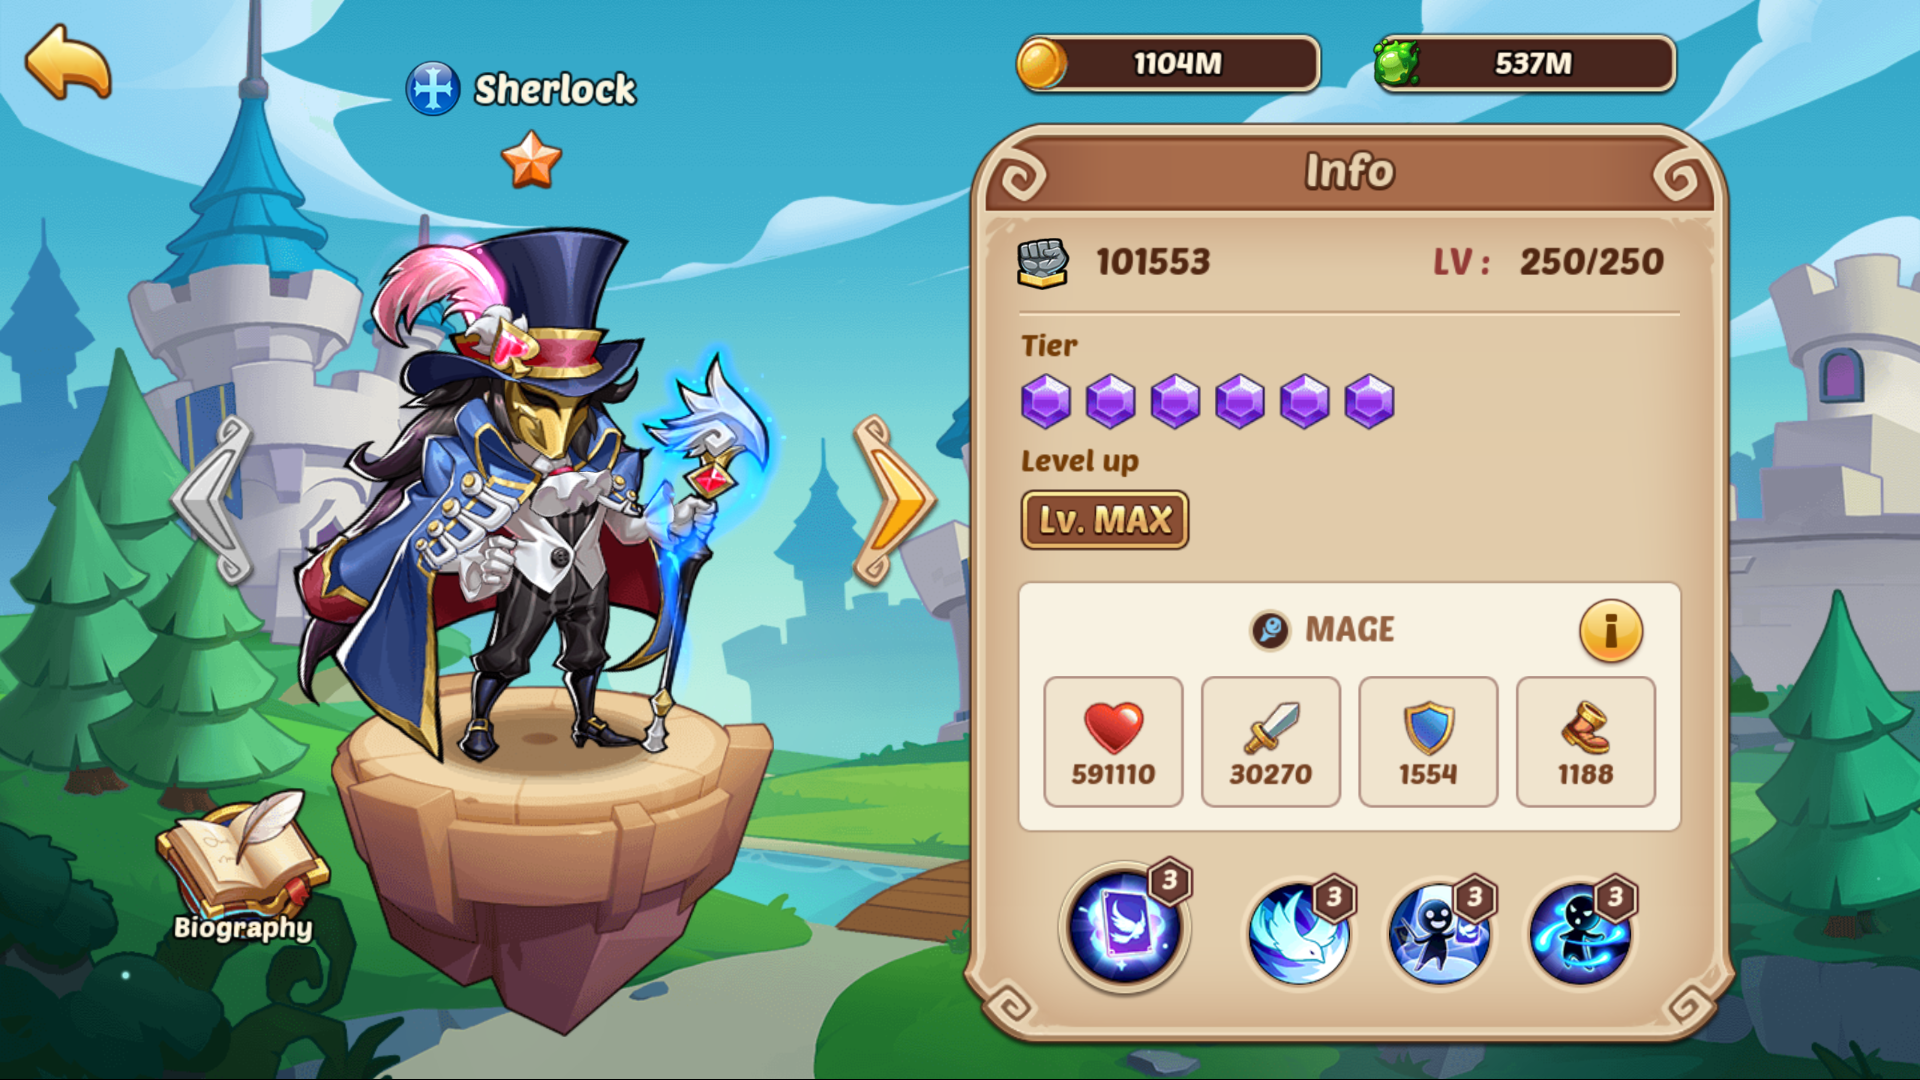 Sherlock
1104M
537M
Info
101553
LV : 250/250
Tier
Level up
Lv. MAX
MAGE
591110
30270
1554
1188
3
3
3
3
Biography